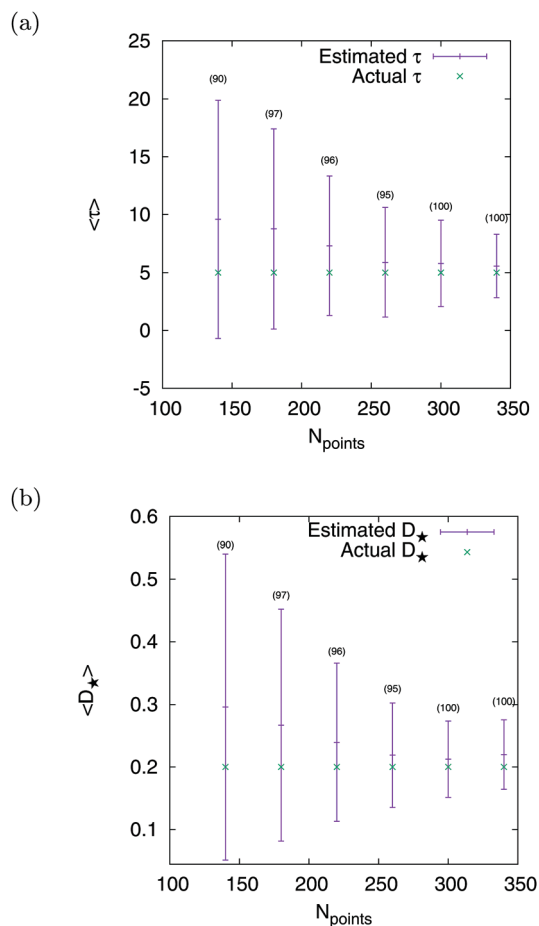 (a)
25
20
15
10
5
0
-5
<τ>
Estimated τ
Actual τ
(90)
(97)
(96)
(95)
(100)
(100)
100 150 200 250 300 350
N_points
(b)
0.6
0.5
0.4
0.3
0.2
0.1
<D★>
Estimated D★
Actual D★
(90)
(97)
(96)
(95)
(100)
(100)
100 150 200 250 300 350
N_points